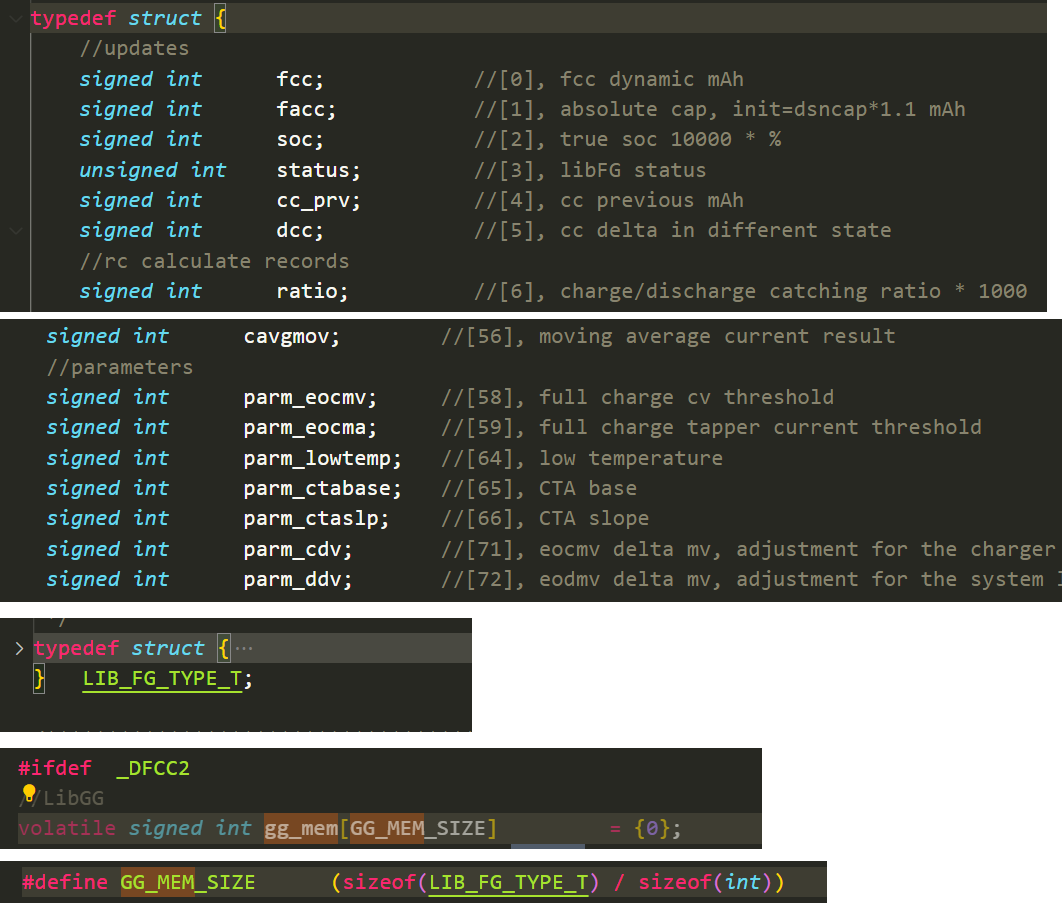 typedef struct {
//updates
signed int fcc; //[0], fcc dynamic mAh
signed int facc; //[1], absolute cap, init=dsncap*1.1 mAh
signed int soc; //[2], true soc 10000 * %
unsigned int status; //[3], libFG status
signed int cc_prv; //[4], cc previous mAh
signed int dcc; //[5], cc delta in different state
//rc calculate records
signed int ratio; //[6], charge/discharge catching ratio * 1000
signed int cavgmov; //[56], moving average current result
//parameters
signed int parm_eocmv; //[58], full charge cv threshold
signed int parm_eocma; //[59], full charge tapper current threshold
signed int parm_lowtemp; //[64], low temperature
signed int parm_ctabase; //[65], CTA base
signed int parm_ctaslp; //[66], CTA slope
signed int parm_cdv; //[71], eocmv delta mv, adjustment for the charger
signed int parm_ddv; //[72], eodmv delta mv, adjustment for the system
typedef struct {···
} LIB_FG_TYPE_T;
#ifdef _DFCC2
//LibGG
volatile signed int gg_mem[GG_MEM_SIZE] = {0};
#define GG_MEM_SIZE (sizeof(LIB_FG_TYPE_T) / sizeof(int))